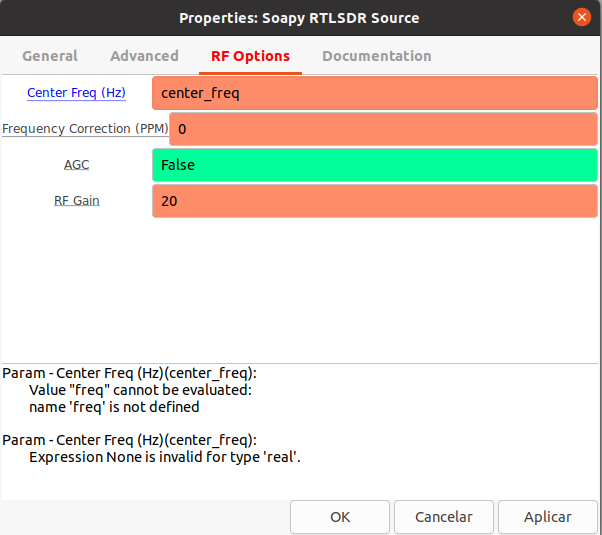 Properties: Soapy RTLSDR Source
General Advanced RF Options Documentation
Center Freq (Hz) center_freq
Frequency Correction (PPM) 0
AGC False
RF Gain 20
Param - Center Freq (Hz)(center_freq):
Value "freq" cannot be evaluated:
name 'freq' is not defined
Param - Center Freq (Hz)(center_freq):
Expression None is invalid for type 'real'.
OK Cancelar Aplicar